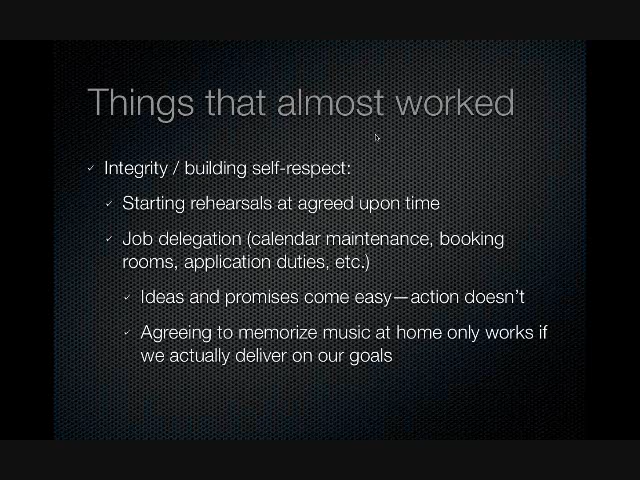 Things that almost worked
Integrity / building self-respect:
Starting rehearsals at agreed upon time
Job delegation (calendar maintenance, booking
rooms, application duties, etc.)
Ideas and promises come easy—action doesn't
Agreeing to memorize music at home only works if
we actually deliver on our goals